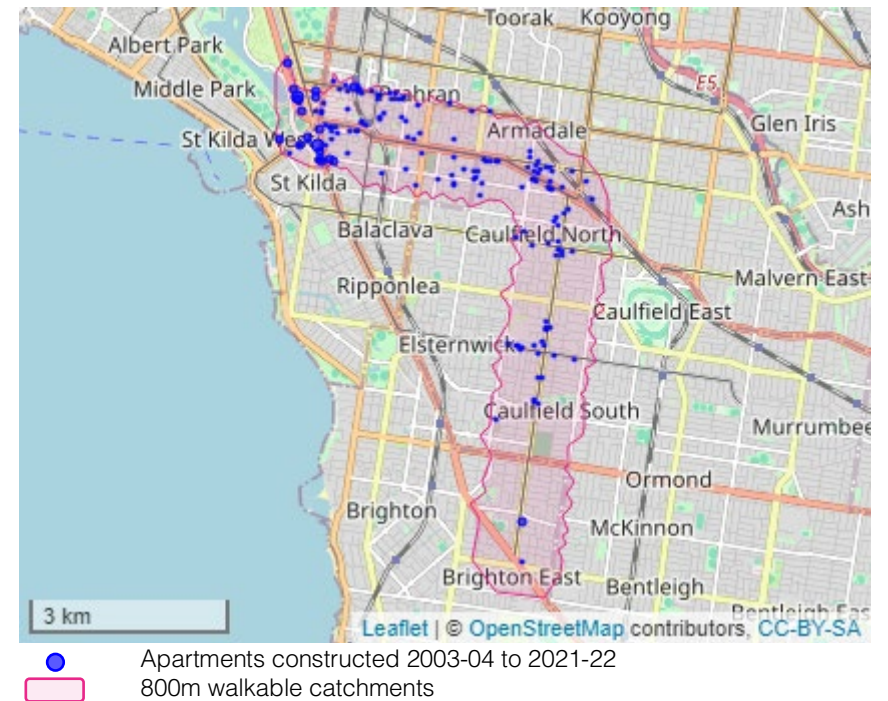 Toorak Kooyong
Albert Park
Middle Park
E5
Prahran
Glen Iris
Armadale
St Kilda West
St Kilda
Ash
Balaclava
Caulfield North
Malvern East
Ripponlea
Caulfield East
Elsternwick
Caulfield South
Murrumbee
Ormond
Brighton
McKinnon
Brighton East
Bentleigh
Bentleigh Eas
3 km
Leaflet | © OpenStreetMap contributors, CC-BY-SA
Apartments constructed 2003-04 to 2021-22
800m walkable catchments